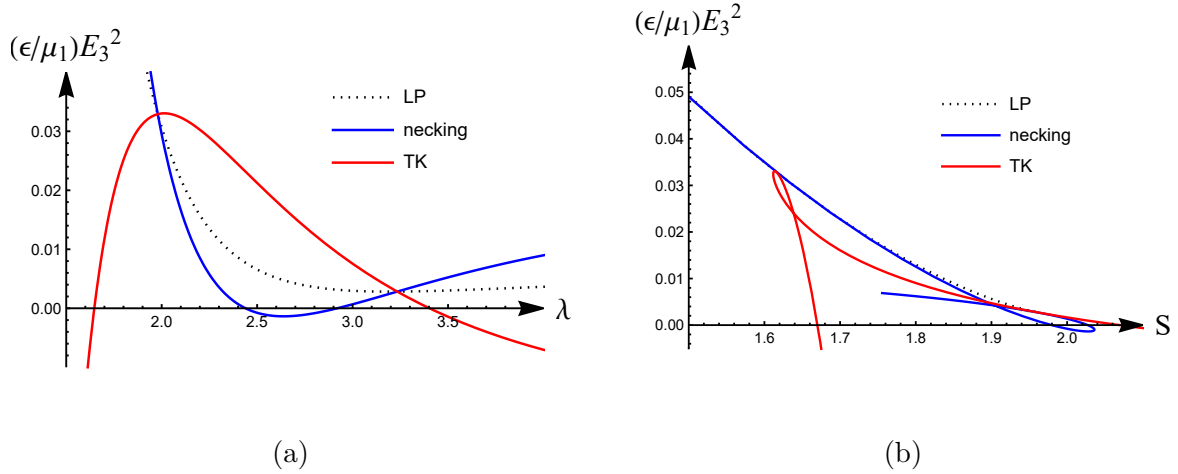 (ϵ/μ₁)E₃²
LP
necking
TK
0.03
0.02
0.01
0.00
2.0
2.5
3.0
3.5
λ
(a)
(ϵ/μ₁)E₃²
LP
necking
TK
0.05
0.04
0.03
0.02
0.01
0.00
1.6
1.7
1.8
1.9
2.0
S
(b)